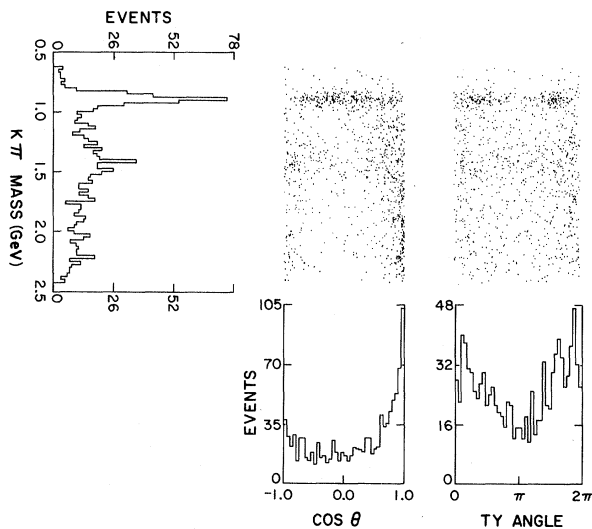 EVENTS
0 26 52 78
0.5
1.0
1.5
2.0
2.5
K π MASS (GeV)
0 26 52
105
70
35
0
EVENTS
-1.0 0.0 1.0
COS θ
48
32
16
0
0 π 2π
TY ANGLE